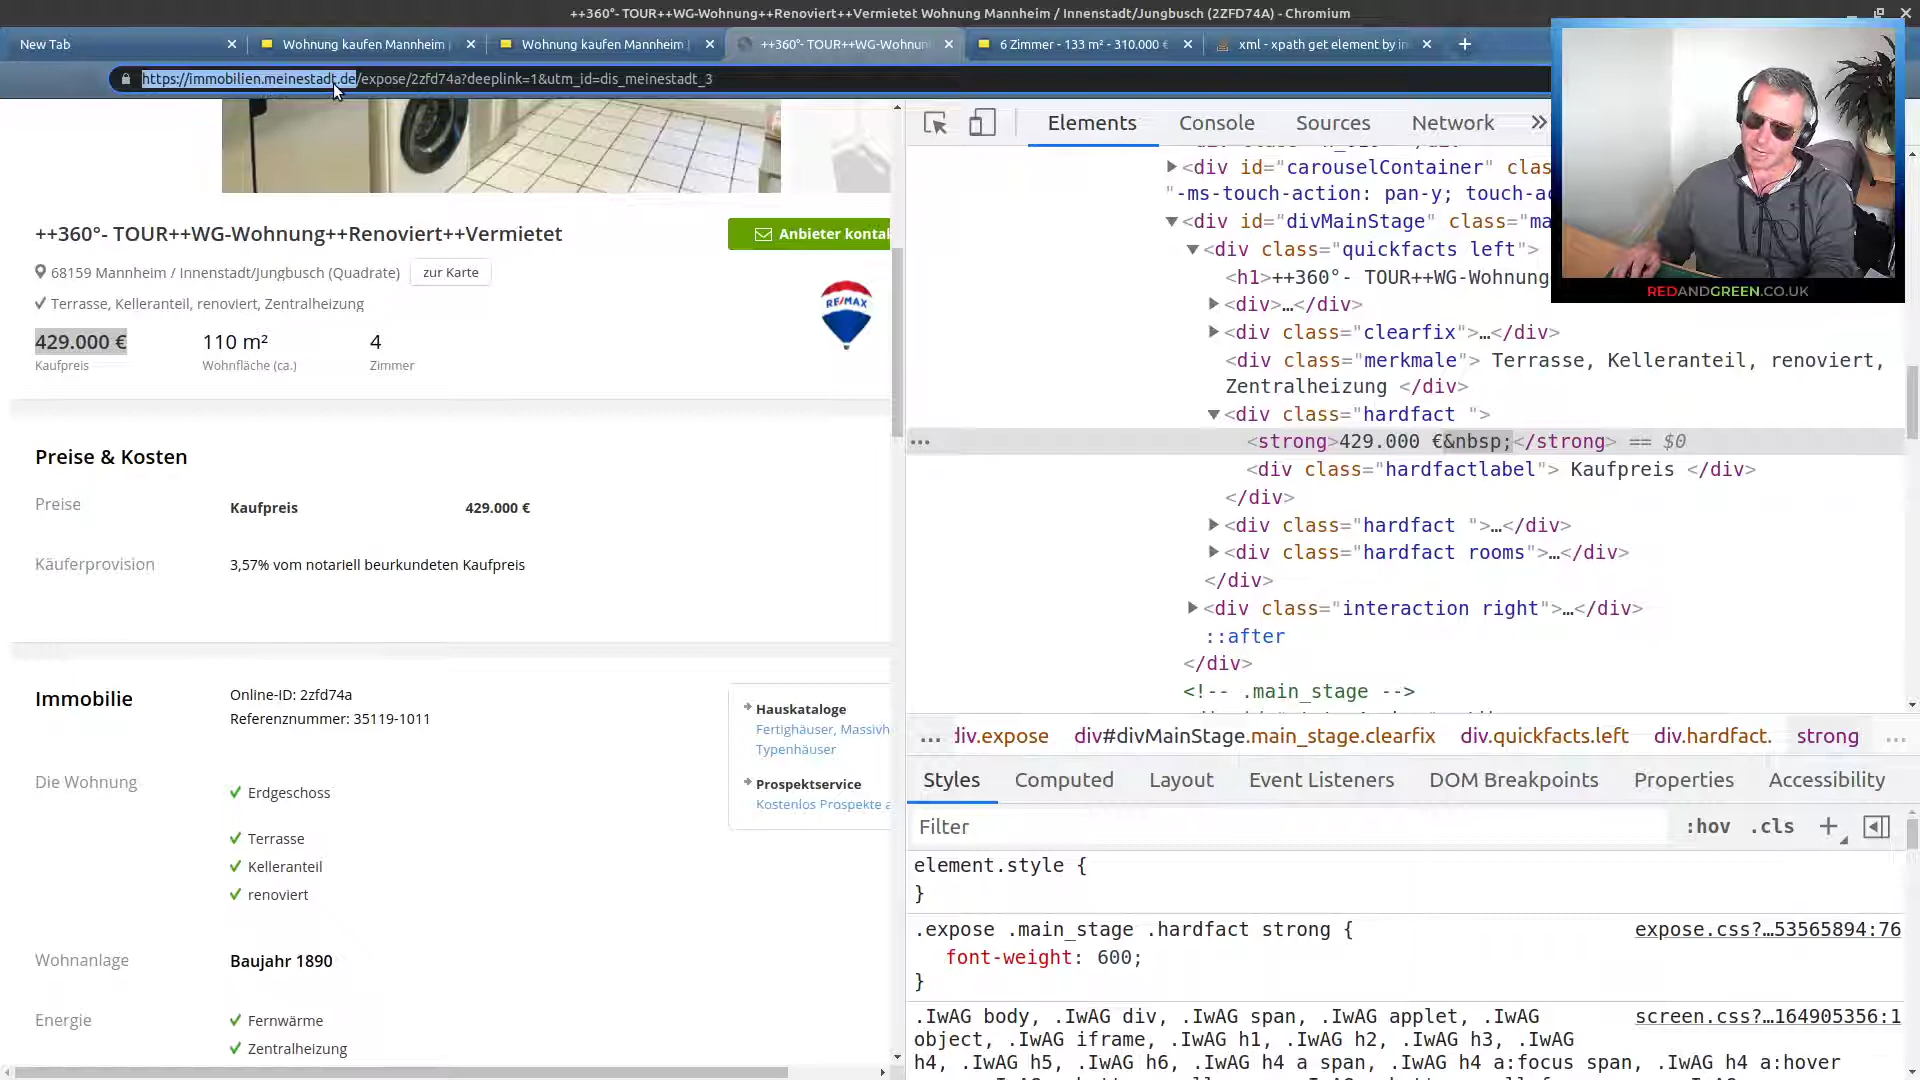 ++360°- TOUR++WG-Wohnung++Renoviert++Vermietet Wohnung Mannheim / Innenstadt/Jungbusch (2ZFD74A) - Chromium
New Tab
Wohnung kaufen Mannheim
Wohnung kaufen Mannheim
++360°- TOUR++WG-Wohnun
6 Zimmer - 133 m² - 310.000 €
xml - xpath get element by in
https://immobilien.meinestadt.de/expose/2zfd74a?deeplink=1&utm_id=dis_meinestadt_3
++360°- TOUR++WG-Wohnung++Renoviert++Vermietet
Anbieter kontak
68159 Mannheim / Innenstadt/Jungbusch (Quadrate)
zur Karte
Terrasse, Kelleranteil, renoviert, Zentralheizung
RE/MAX
429.000 €
110 m²
4
Kaufpreis
Wohnfläche (ca.)
Zimmer
Preise & Kosten
Preise
Kaufpreis
429.000 €
Käuferprovision
3,57% vom notariell beurkundeten Kaufpreis
Immobilie
Online-ID: 2zfd74a
Referenznummer: 35119-1011
Hauskataloge
Fertighäuser, Massivh
Typenhäuser
Prospektservice
Kostenlos Prospekte a
Die Wohnung
Erdgeschoss
Terrasse
Kelleranteil
renoviert
Wohnanlage
Baujahr 1890
Energie
Fernwärme
Zentralheizung
Elements
Console
Sources
Network
<div id="carouselContainer" clas
"-ms-touch-action: pan-y; touch-ac
<div id="divMainStage" class="ma
<div class="quickfacts left">
<h1>++360°- TOUR++WG-Wohnung
<div>…</div>
<div class="clearfix">…</div>
<div class="merkmale"> Terrasse, Kelleranteil, renoviert,
Zentralheizung </div>
<div class="hardfact ">
<strong>429.000 €&nbsp;</strong> == $0
<div class="hardfactlabel"> Kaufpreis </div>
</div>
<div class="hardfact ">…</div>
<div class="hardfact rooms">…</div>
</div>
<div class="interaction right">…</div>
::after
</div>
<!-- .main_stage -->
REDANDGREEN.CO.UK
... div.expose div#divMainStage.main_stage.clearfix div.quickfacts.left div.hardfact. strong ...
Styles
Computed
Layout
Event Listeners
DOM Breakpoints
Properties
Accessibility
Filter
:hov .cls
element.style {
}
.expose .main_stage .hardfact strong {
expose.css?…53565894:76
font-weight: 600;
}
.IwAG body, .IwAG div, .IwAG span, .IwAG applet, .IwAG
screen.css?…164905356:1
object, .IwAG iframe, .IwAG h1, .IwAG h2, .IwAG h3, .IwAG
h4, .IwAG h5, .IwAG h6, .IwAG h4 a span, .IwAG h4 a:focus span, .IwAG h4 a:hover